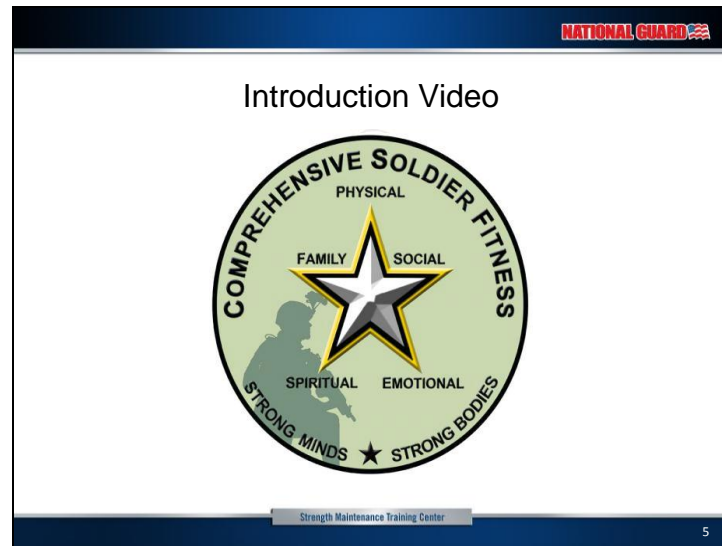 NATIONAL GUARD
Introduction Video
COMPREHENSIVE SOLDIER FITNESS
PHYSICAL
FAMILY SOCIAL
SPIRITUAL EMOTIONAL
STRONG MINDS ★ STRONG BODIES
Strength Maintenance Training Center
5